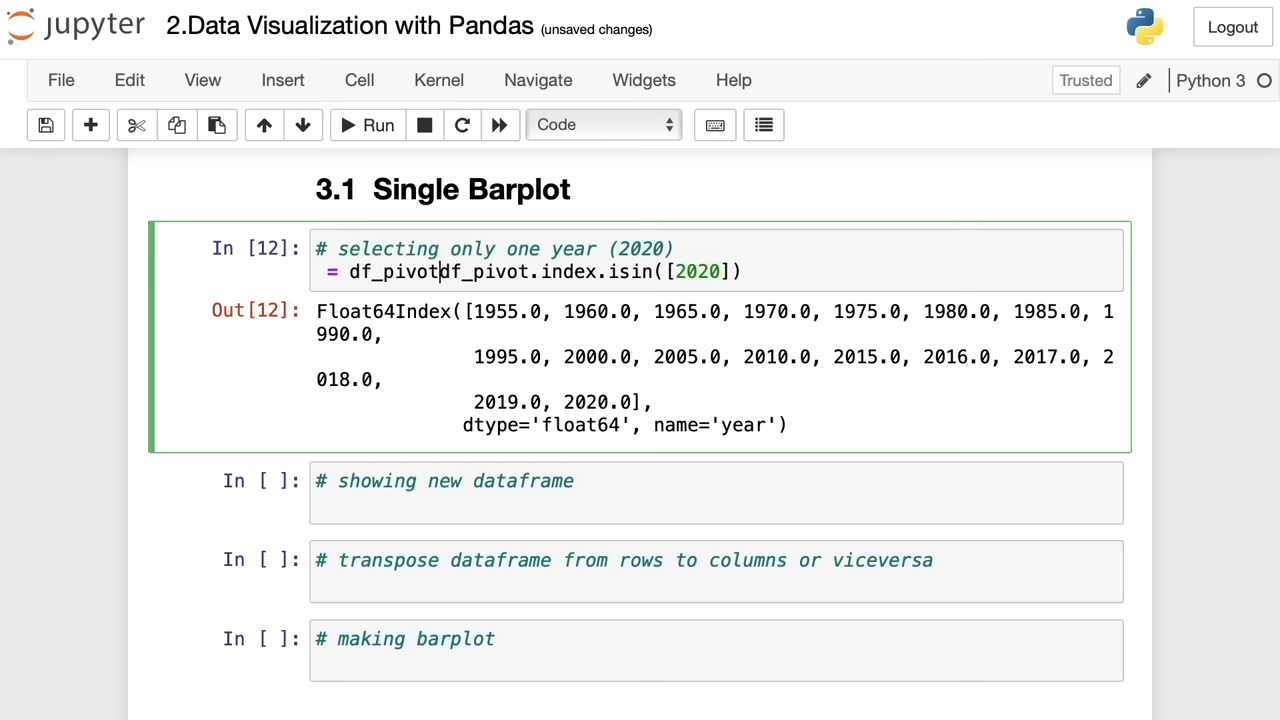 jupyter 2.Data Visualization with Pandas (unsaved changes) Logout
File Edit View Insert Cell Kernel Navigate Widgets Help Trusted Python 3
Run Code
3.1 Single Barplot
In [12]: # selecting only one year (2020)
= df_pivotdf_pivot.index.isin([2020])
Out[12]: Float64Index([1955.0, 1960.0, 1965.0, 1970.0, 1975.0, 1980.0, 1985.0, 1
990.0,
1995.0, 2000.0, 2005.0, 2010.0, 2015.0, 2016.0, 2017.0, 2
018.0,
2019.0, 2020.0],
dtype='float64', name='year')
In [ ]: # showing new dataframe
In [ ]: # transpose dataframe from rows to columns or viceversa
In [ ]: # making barplot